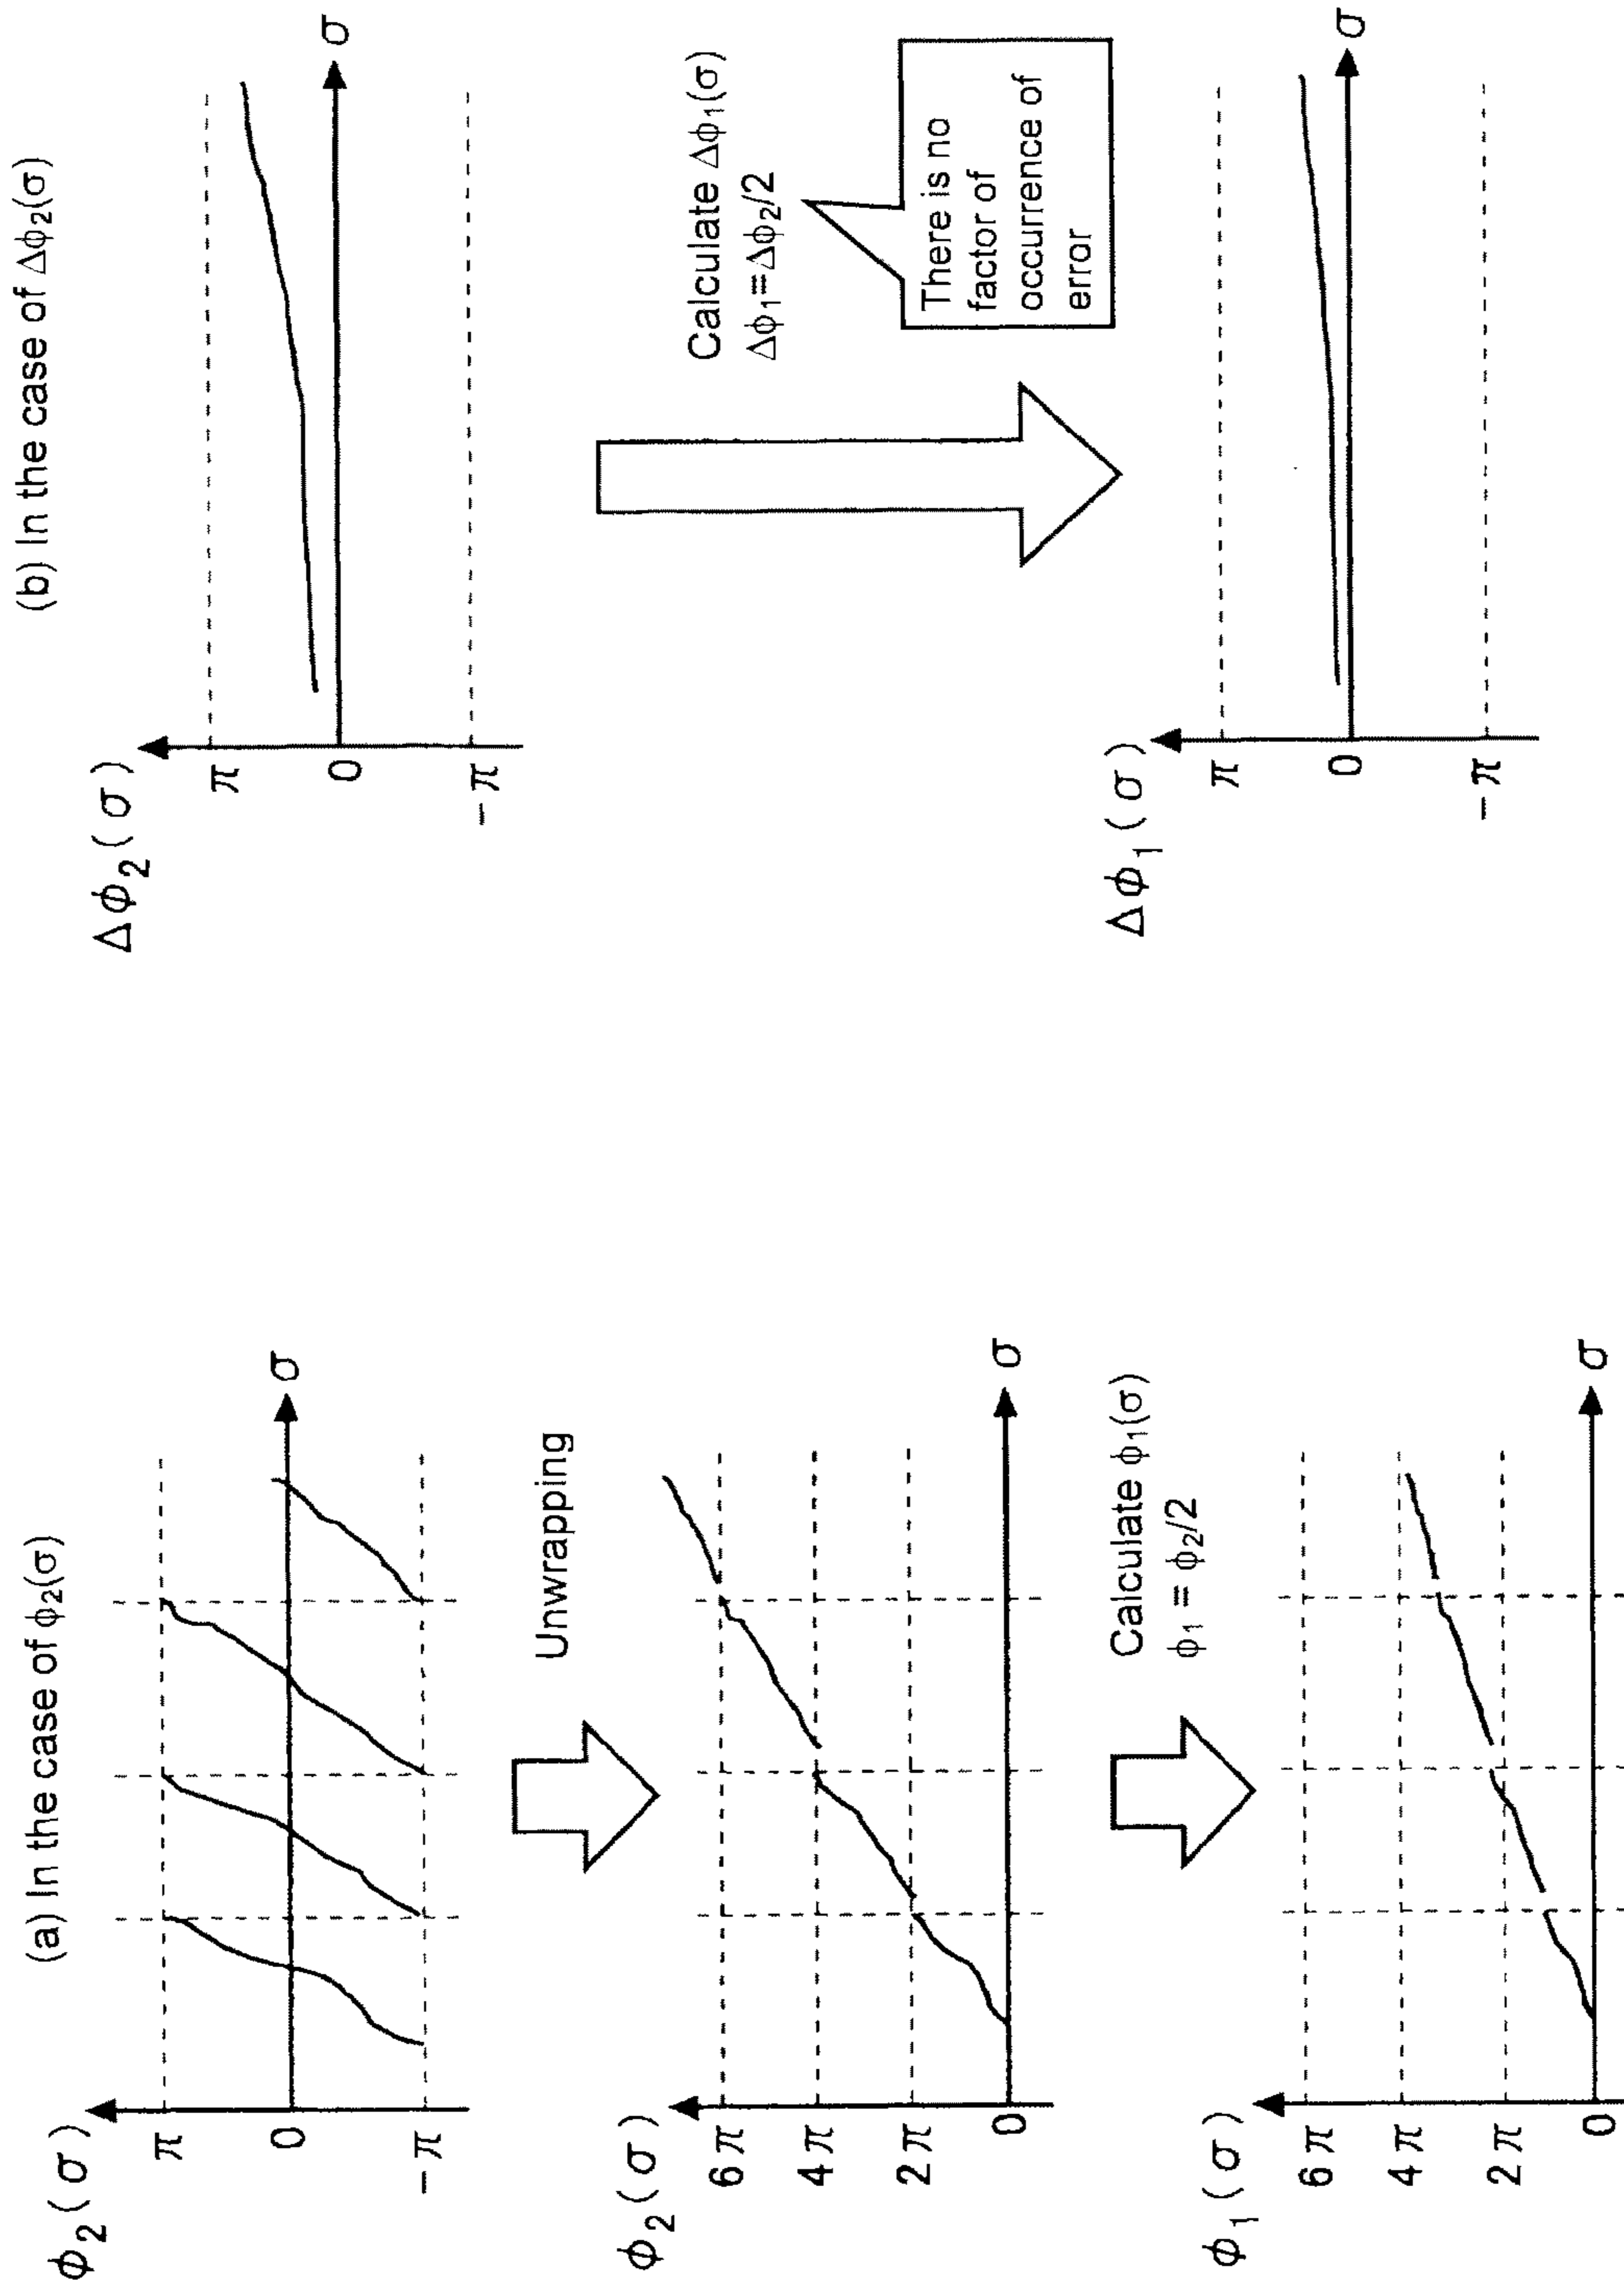 (a) In the case of ϕ₂(σ)
ϕ₂(σ)
π
0
-π
σ
Unwrapping
ϕ₂(σ)
6π
4π
2π
0
σ
Calculate ϕ₁(σ)
ϕ₁ = ϕ₂/2
ϕ₁(σ)
6π
4π
2π
0
σ
(b) In the case of Δϕ₂(σ)
Δϕ₂(σ)
π
0
-π
σ
Calculate Δϕ₁(σ)
Δϕ₁=Δϕ₂/2
There is no
factor of
occurrence of
error
Δϕ₁(σ)
π
0
-π
σ